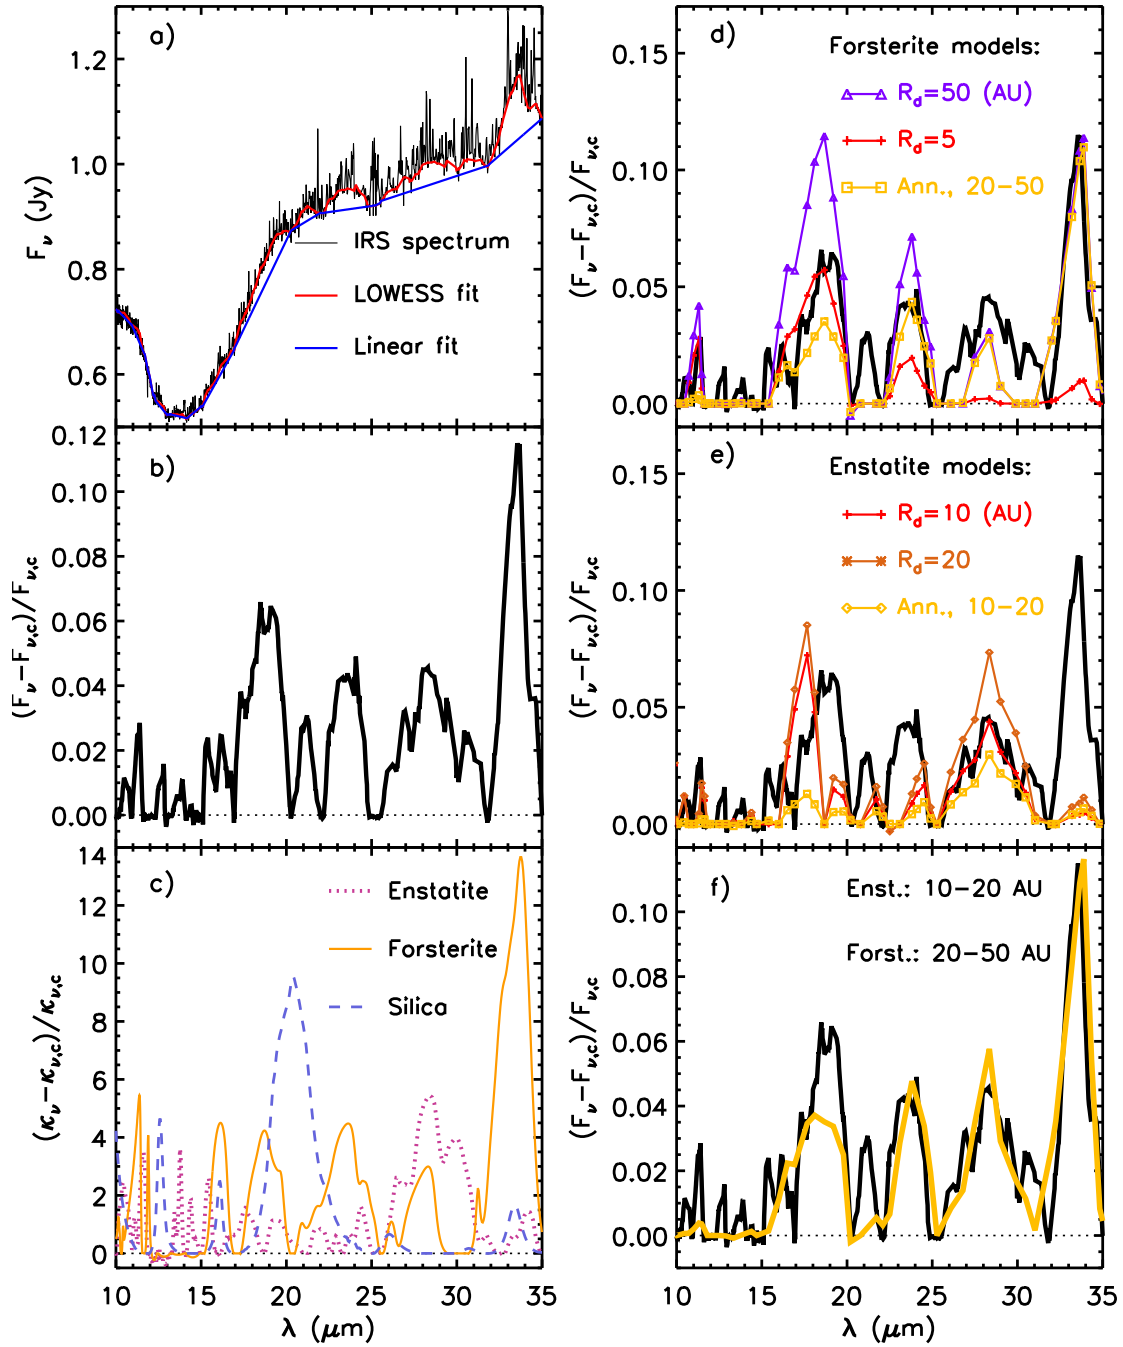 a)
1.2
1.0
0.8
0.6
F_ν (Jy)
IRS spectrum
LOWESS fit
Linear fit
b)
0.12
0.10
0.08
0.06
0.04
0.02
0.00
(F_ν−F_ν,c)/F_ν,c
c)
14
12
10
8
6
4
2
0
(κ_ν−κ_ν,c)/κ_ν,c
Enstatite
Forsterite
Silica
10 15 20 25 30 35
λ (μm)
d)
0.15
0.10
0.05
0.00
(F_ν−F_ν,c)/F_ν,c
Forsterite models:
R_d=50 (AU)
R_d=5
Ann., 20−50
e)
0.15
0.10
0.05
0.00
(F_ν−F_ν,c)/F_ν,c
Enstatite models:
R_d=10 (AU)
R_d=20
Ann., 10−20
f)
0.10
0.08
0.06
0.04
0.02
0.00
(F_ν−F_ν,c)/F_ν,c
Enst.: 10−20 AU
Forst.: 20−50 AU
10 15 20 25 30 35
λ (μm)